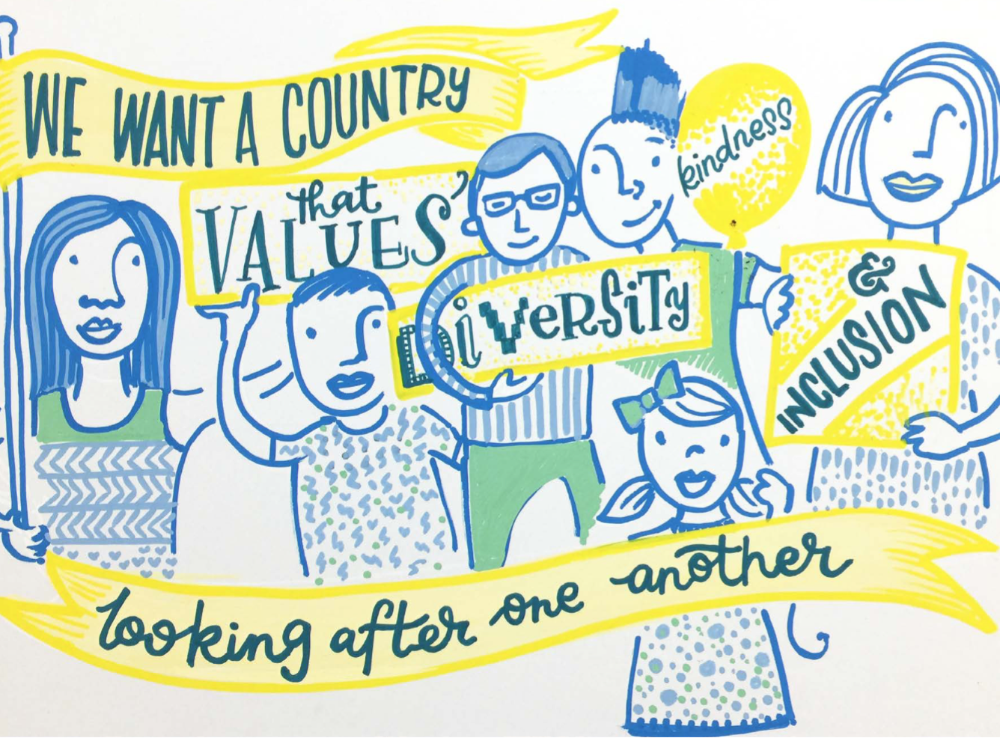 WE WANT A COUNTRY
that
VALUES'
DiVeRSiTy
kindness
&
INCLUSION
looking after one another